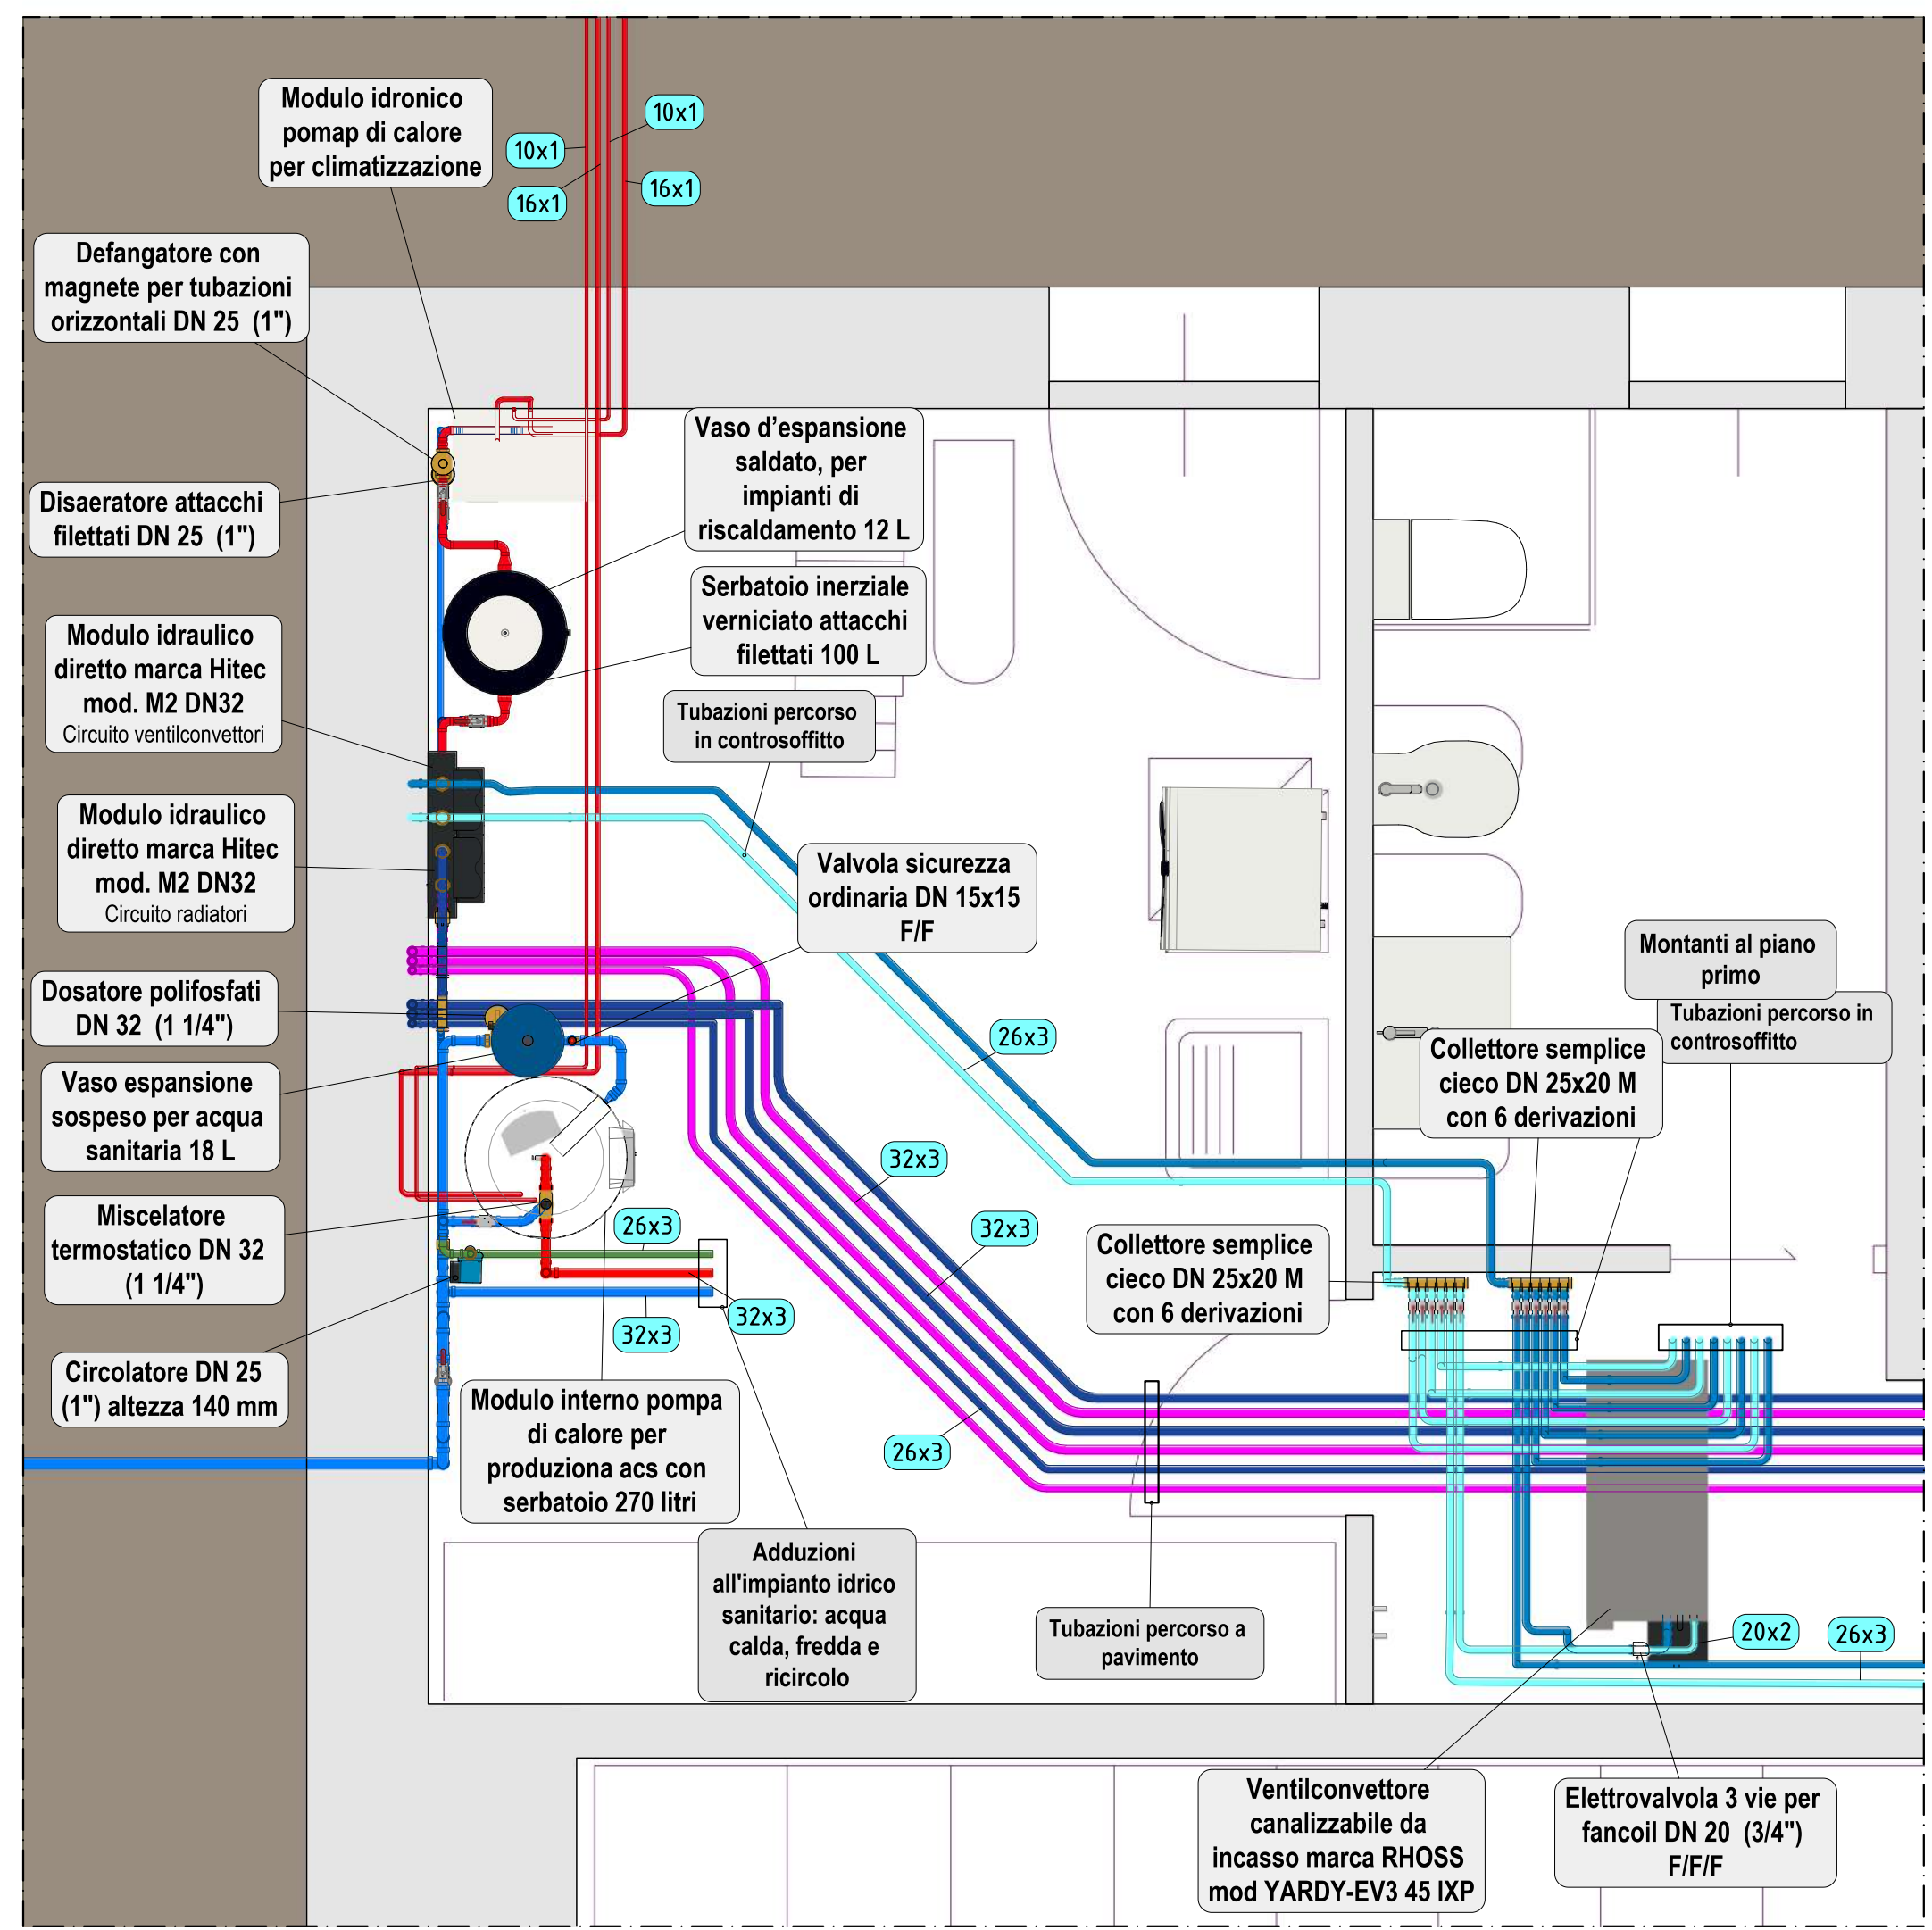 Modulo idronico
pomap di calore
per climatizzazione
10x1
10x1
16x1
16x1
Defangatore con
magnete per tubazioni
orizzontali DN 25 (1")
Disaeratore attacchi
filettati DN 25 (1")
Vaso d'espansione
saldato, per
impianti di
riscaldamento 12 L
Serbatoio inerziale
verniciato attacchi
filettati 100 L
Modulo idraulico
diretto marca Hitec
mod. M2 DN32
Circuito ventilconvettori
Tubazioni percorso
in controsoffitto
Modulo idraulico
diretto marca Hitec
mod. M2 DN32
Circuito radiatori
Valvola sicurezza
ordinaria DN 15x15
F/F
Montanti al piano
primo
Tubazioni percorso in
controsoffitto
Dosatore polifosfati
DN 32 (1 1/4")
26x3
Collettore semplice
cieco DN 25x20 M
con 6 derivazioni
Vaso espansione
sospeso per acqua
sanitaria 18 L
32x3
Miscelatore
termostatico DN 32
(1 1/4")
26x3
32x3
Collettore semplice
cieco DN 25x20 M
con 6 derivazioni
32x3
32x3
Circolatore DN 25
(1") altezza 140 mm
Modulo interno pompa
di calore per
produziona acs con
serbatoio 270 litri
26x3
Adduzioni
all'impianto idrico
sanitario: acqua
calda, fredda e
ricircolo
Tubazioni percorso a
pavimento
20x2
26x3
Ventilconvettore
canalizzabile da
incasso marca RHOSS
mod YARDY-EV3 45 IXP
Elettrovalvola 3 vie per
fancoil DN 20 (3/4")
F/F/F